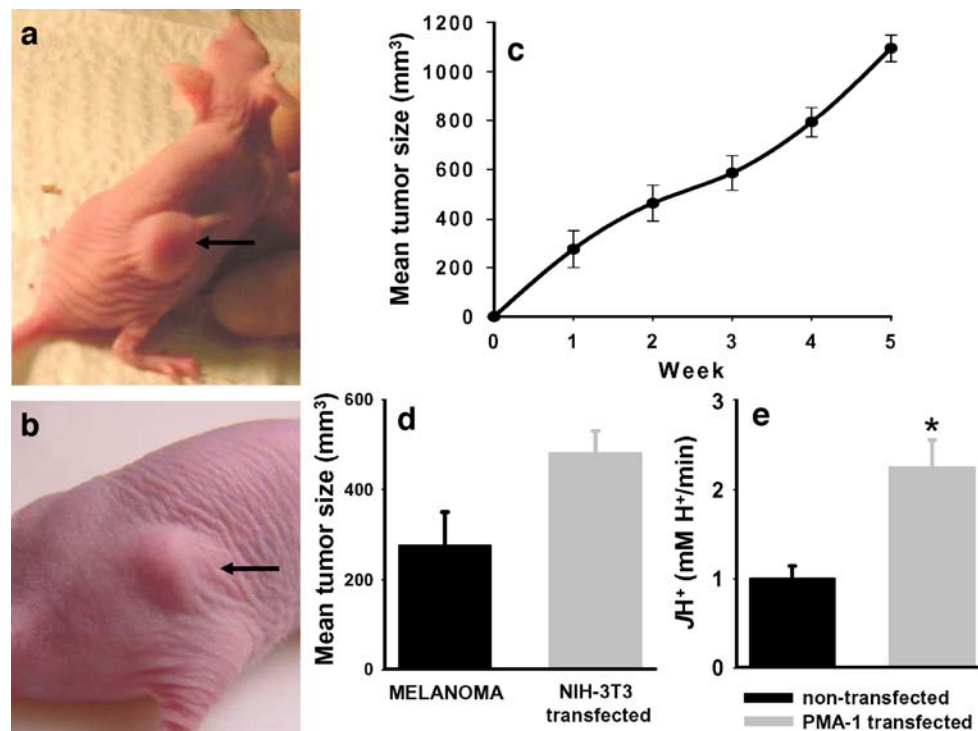 a
b
c
Mean tumor size (mm³)
1200
1000
800
600
400
200
0
0 1 2 3 4 5
Week
d
Mean tumor size (mm³)
600
400
200
0
MELANOMA
NIH-3T3
transfected
e
JH⁺ (mM H⁺/min)
3
2
1
0
*
non-transfected
PMA-1 transfected